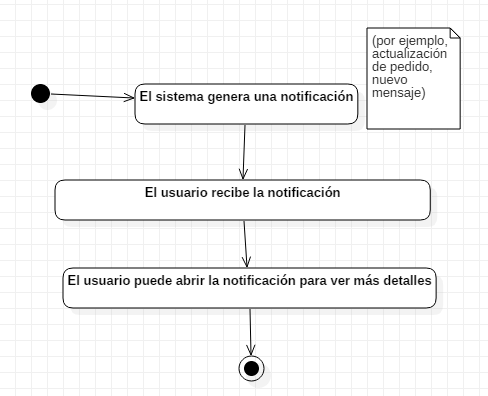 (por ejemplo,
actualización
de pedido,
nuevo
mensaje)
El sistema genera una notificación
El usuario recibe la notificación
El usuario puede abrir la notificación para ver más detalles